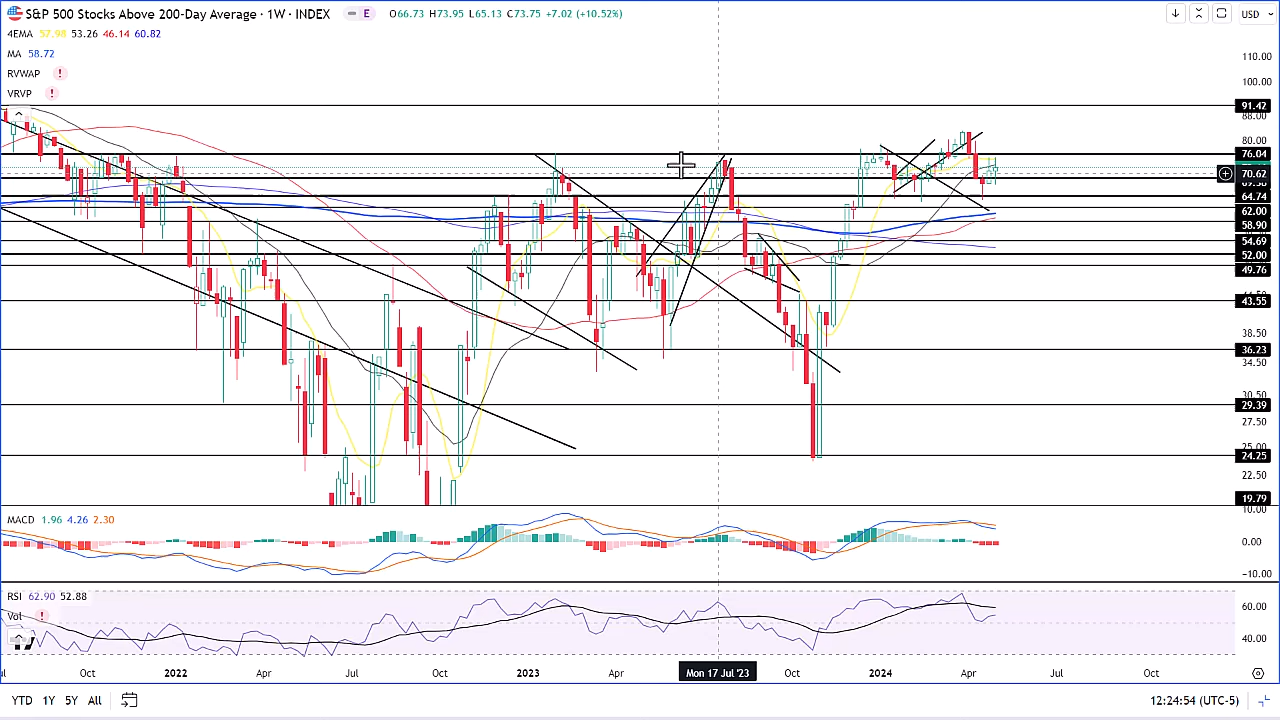 S&P 500 Stocks Above 200-Day Average · 1W · INDEX E O66.73 H73.95 L65.13 C73.75 +7.02 (+10.52%)
USD
4EMA 57.98 53.26 46.14 60.82
MA 58.72
RVWAP !
VRVP !
110.00
100.00
91.42
88.00
80.00
76.04
70.62
64.74
62.00
58.90
54.69
52.00
49.76
43.55
38.50
36.23
34.50
30.50
29.39
27.50
25.00
24.25
22.50
19.79
MACD 1.96 4.26 2.30
10.00
0.00
−10.00
RSI 62.90 52.88
Vol !
60.00
40.00
Oct 2022 Apr Jul Oct 2023 Apr Mon 17 Jul '23 Oct 2024 Apr Jul Oct
YTD 1Y 5Y All
12:24:54 (UTC-5)